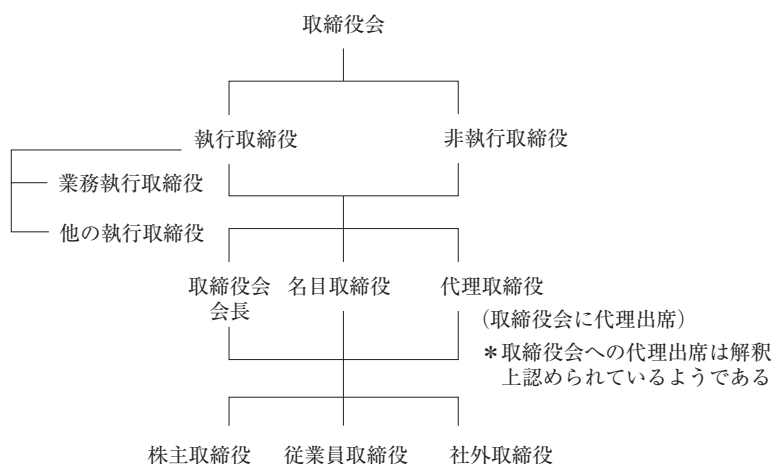 取締役会
執行取締役
非執行取締役
業務執行取締役
他の執行取締役
取締役会
会長
名目取締役
代理取締役
（取締役会に代理出席）
＊取締役会への代理出席は解釈
上認められているようである
株主取締役
従業員取締役
社外取締役